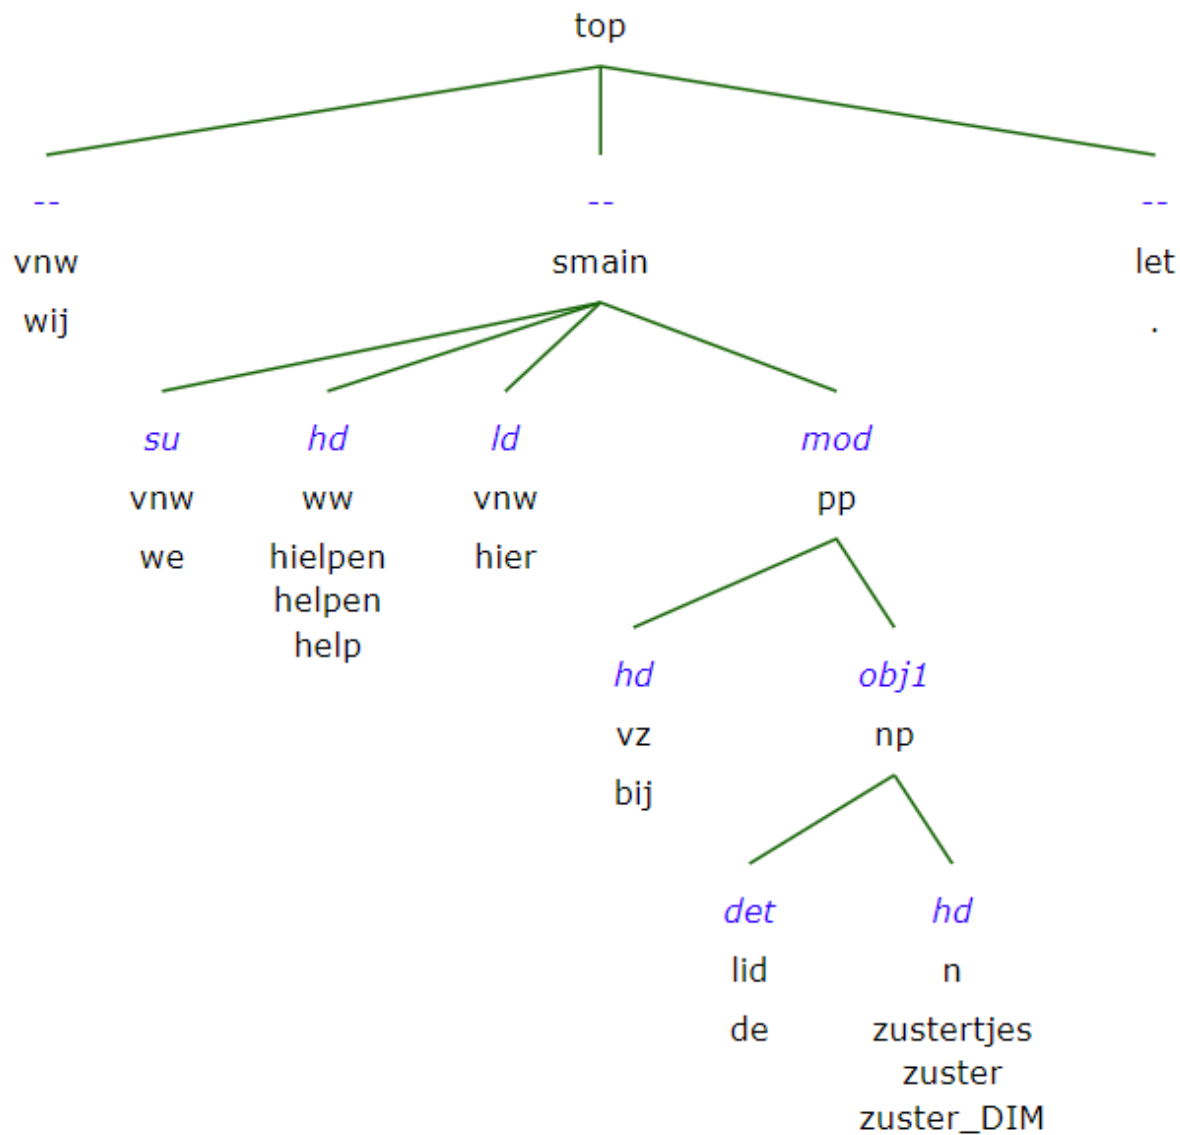 top
-- -- --
vnw smain let
wij .
su hd ld mod
vnw ww vnw pp
we hielpen hier
helpen
help
hd obj1
vz np
bij
det hd
lid n
de zustertjes
zuster
zuster_DIM